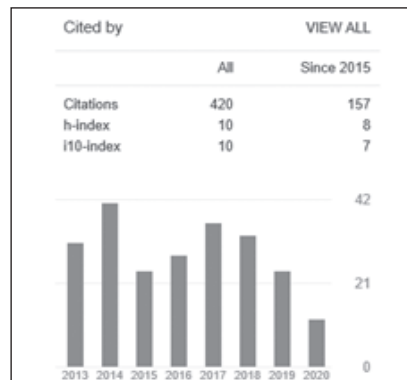 Cited by VIEW ALL
All Since 2015
Citations 420 157
h-index 10 8
i10-index 10 7
42
21
0
2013 2014 2015 2016 2017 2018 2019 2020